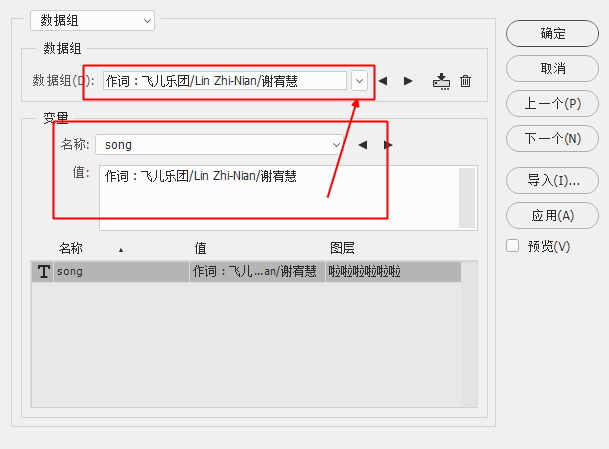 数据组
确定
数据组
数据组(D): 作词：飞儿乐团/Lin Zhi-Nian/谢宥慧
取消
上一个(P)
变量
下一个(N)
名称: song
值: 作词：飞儿乐团/Lin Zhi-Nian/谢宥慧
导入(I)...
应用(A)
预览(V)
名称 值 图层
T song 作词：飞儿...an/谢宥慧 啦啦啦啦啦啦